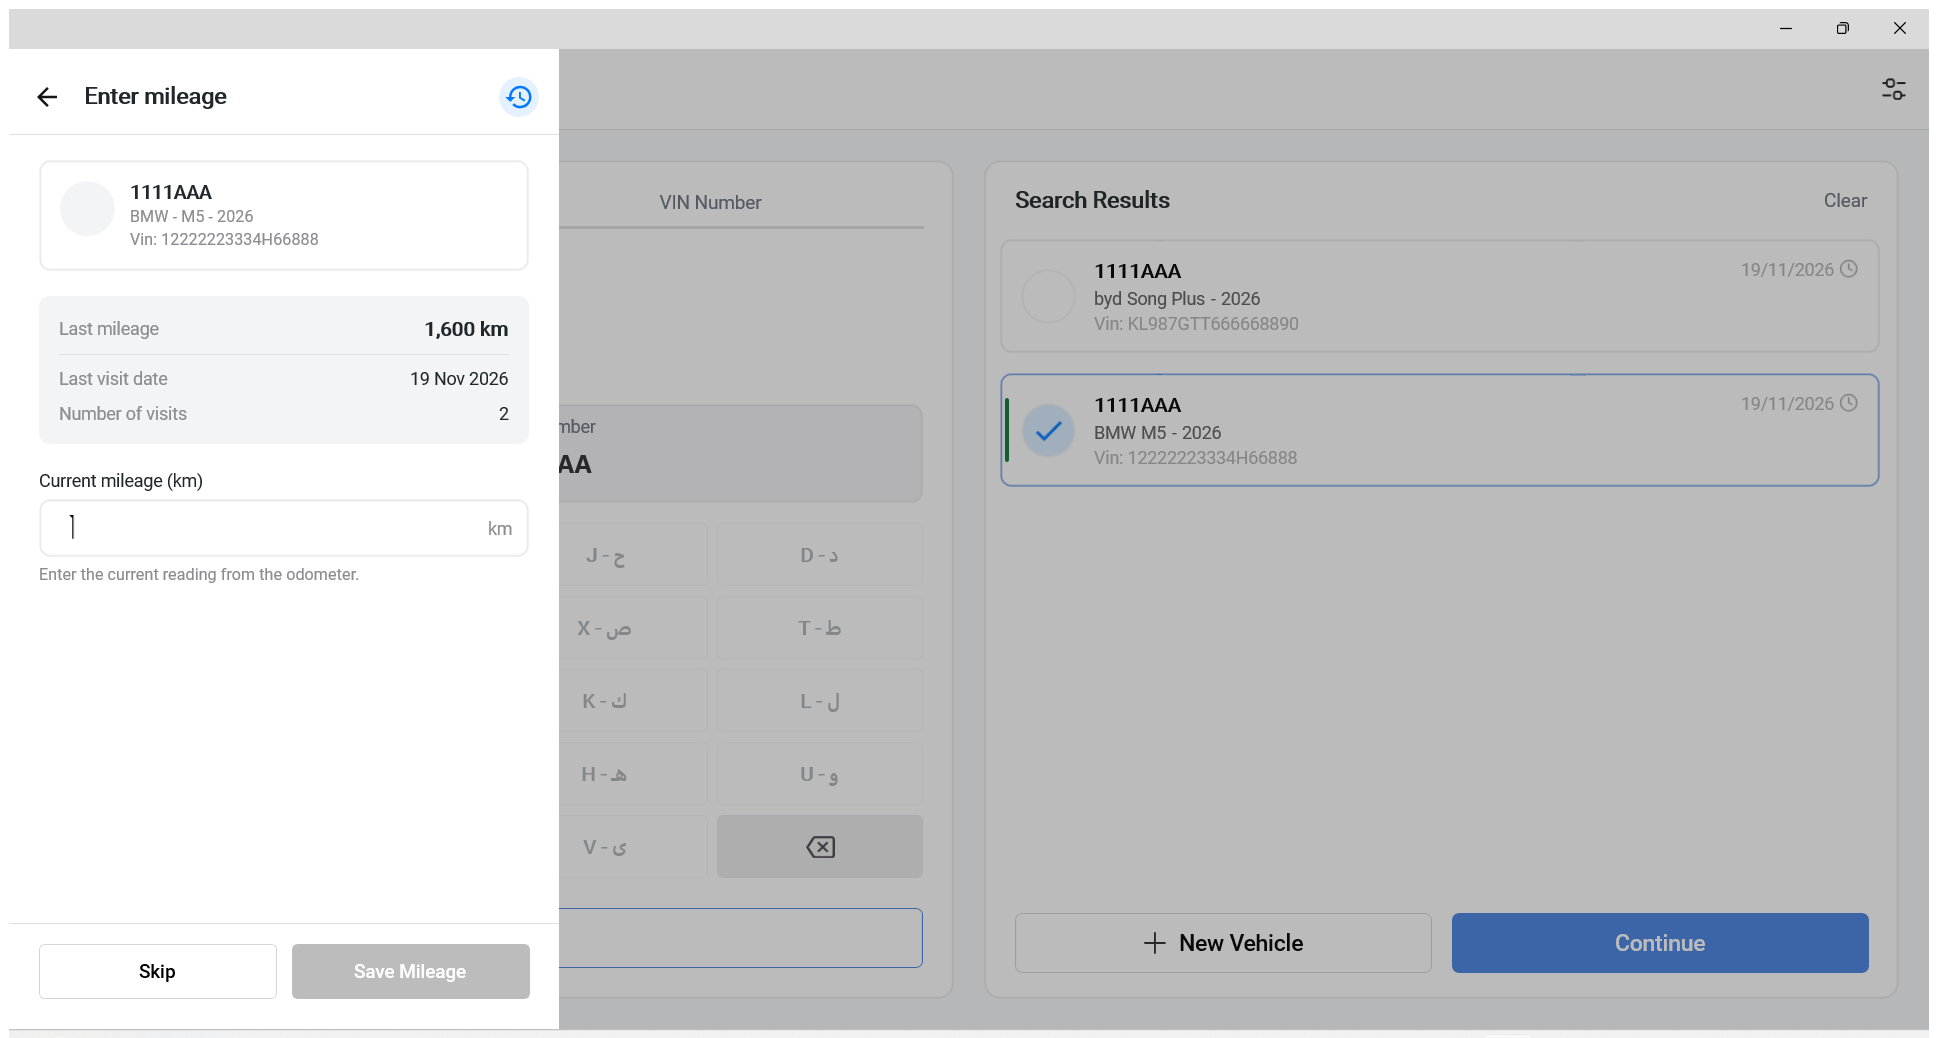 Enter mileage
1111AAA
BMW - M5 - 2026
Vin: 12222223334H66888
Last mileage 1,600 km
Last visit date 19 Nov 2026
Number of visits 2
Current mileage (km)
km
Enter the current reading from the odometer.
Skip Save Mileage
VIN Number
mber
AA
J - ح D - د
X - ص T - ط
K - ك L - ل
H - هـ U - و
V - ى
Search Results Clear
1111AAA 19/11/2026
byd Song Plus - 2026
Vin: KL987GTT666668890
1111AAA 19/11/2026
BMW M5 - 2026
Vin: 12222223334H66888
New Vehicle Continue